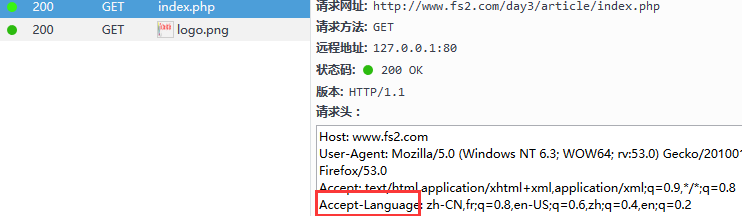 200 GET index.php
200 GET logo.png
请求网址: http://www.fs2.com/day3/article/index.php
请求方法: GET
远程地址: 127.0.0.1:80
状态码: 200 OK
版本: HTTP/1.1
请求头:
Host: www.fs2.com
User-Agent: Mozilla/5.0 (Windows NT 6.3; WOW64; rv:53.0) Gecko/201001
Firefox/53.0
Accept: text/html,application/xhtml+xml,application/xml;q=0.9,*/*;q=0.8
Accept-Language: zh-CN,fr;q=0.8,en-US;q=0.6,zh;q=0.4,en;q=0.2